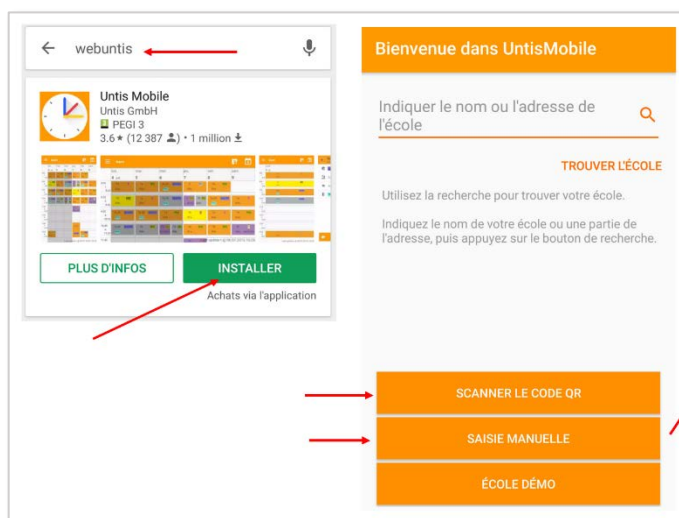 webuntis
Untis Mobile
Untis GmbH
PEGI 3
3.6★ (12 387) • 1 million
PLUS D'INFOS
INSTALLER
Achats via l'application
Bienvenue dans UntisMobile
Indiquer le nom ou l'adresse de
l'école
TROUVER L'ÉCOLE
Utilisez la recherche pour trouver votre école.
Indiquez le nom de votre école ou une partie de
l'adresse, puis appuyez sur le bouton de recherche.
SCANNER LE CODE QR
SAISIE MANUELLE
ÉCOLE DÉMO